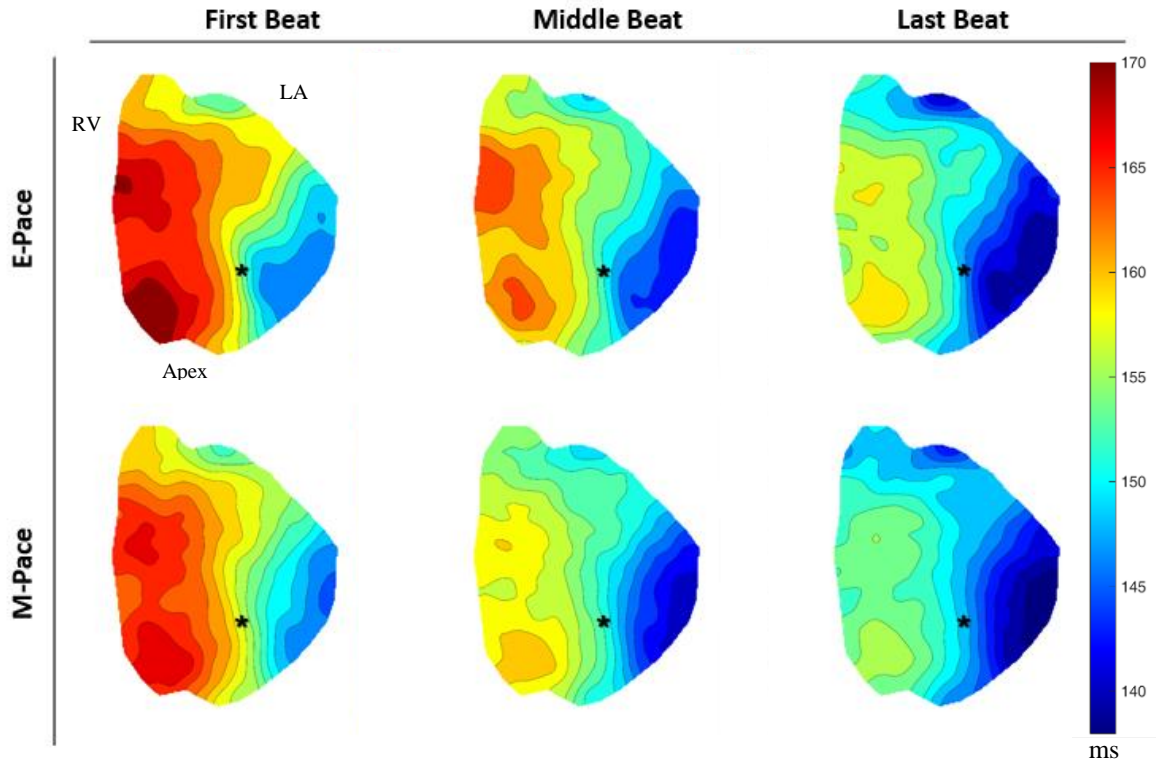 First Beat Middle Beat Last Beat
LA
RV
Apex
E-Pace
M-Pace
*
*
*
*
*
*
170
165
160
155
150
145
140
ms